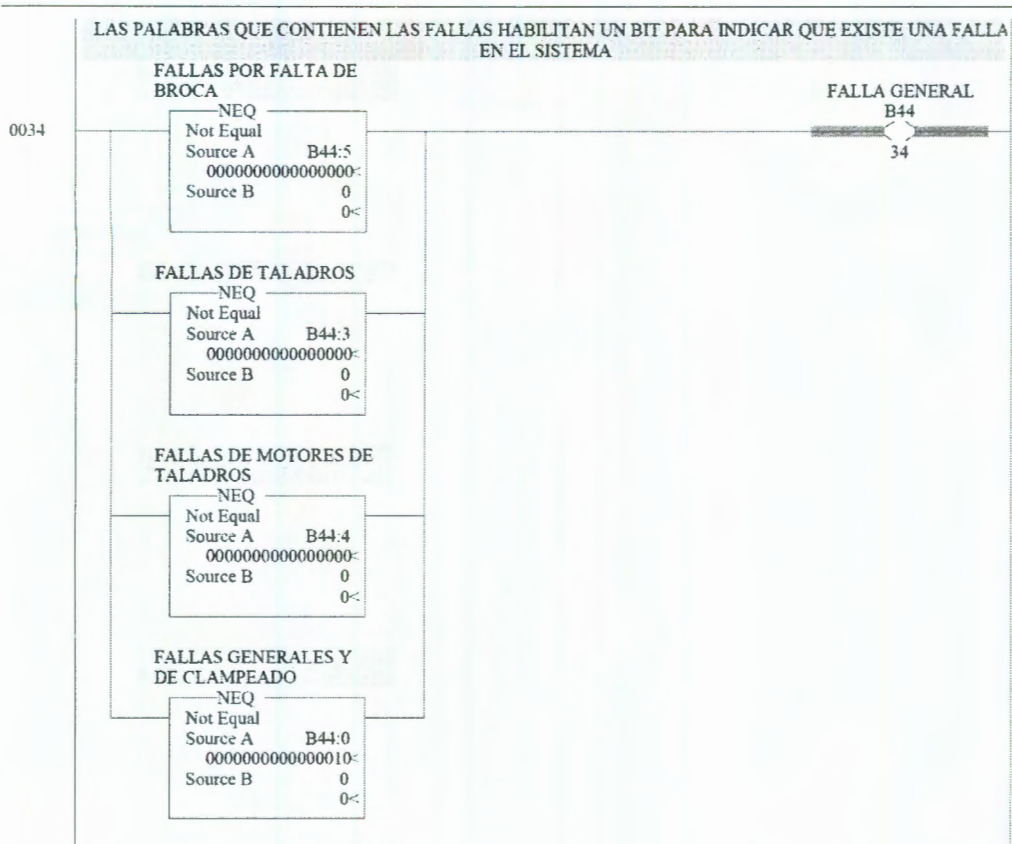 LAS PALABRAS QUE CONTIENEN LAS FALLAS HABILITAN UN BIT PARA INDICAR QUE EXISTE UNA FALLA
EN EL SISTEMA
FALLAS POR FALTA DE
BROCA
FALLA GENERAL
B44
34
0034
NEQ
Not Equal
Source A B44:5
0000000000000000<
Source B 0
0<
FALLAS DE TALADROS
NEQ
Not Equal
Source A B44:3
0000000000000000<
Source B 0
0<
FALLAS DE MOTORES DE
TALADROS
NEQ
Not Equal
Source A B44:4
0000000000000000<
Source B 0
0<
FALLAS GENERALES Y
DE CLAMPEADO
NEQ
Not Equal
Source A B44:0
0000000000000010<
Source B 0
0<